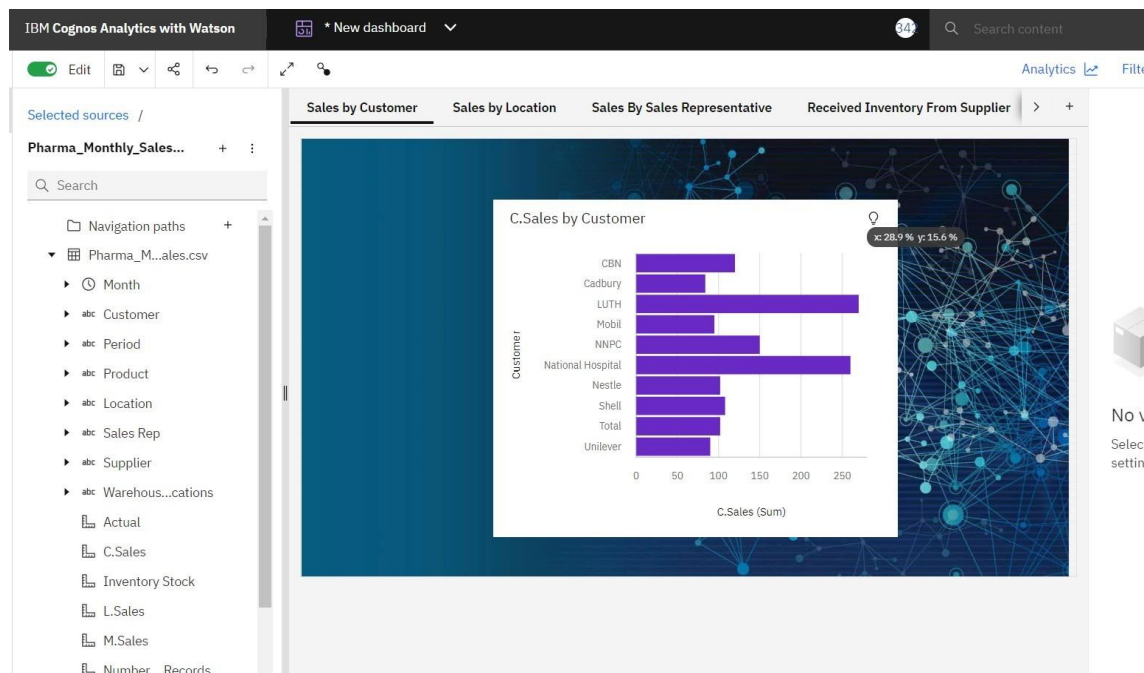 IBM Cognos Analytics with Watson
* New dashboard
342
Search content
Edit
Analytics
Filte
Selected sources /
Pharma_Monthly_Sales...
Search
Navigation paths
Pharma_M...ales.csv
Month
abc Customer
abc Period
abc Product
abc Location
abc Sales Rep
abc Supplier
abc Warehous...cations
Actual
C.Sales
Inventory Stock
L.Sales
M.Sales
Number... Records
Sales by Customer
Sales by Location
Sales By Sales Representative
Received Inventory From Supplier
C.Sales by Customer
x: 28.9 % y: 15.6 %
Customer
CBN
Cadbury
LUTH
Mobil
NNPC
National Hospital
Nestle
Shell
Total
Unilever
0 50 100 150 200 250
C.Sales (Sum)
No v
Selec
settin